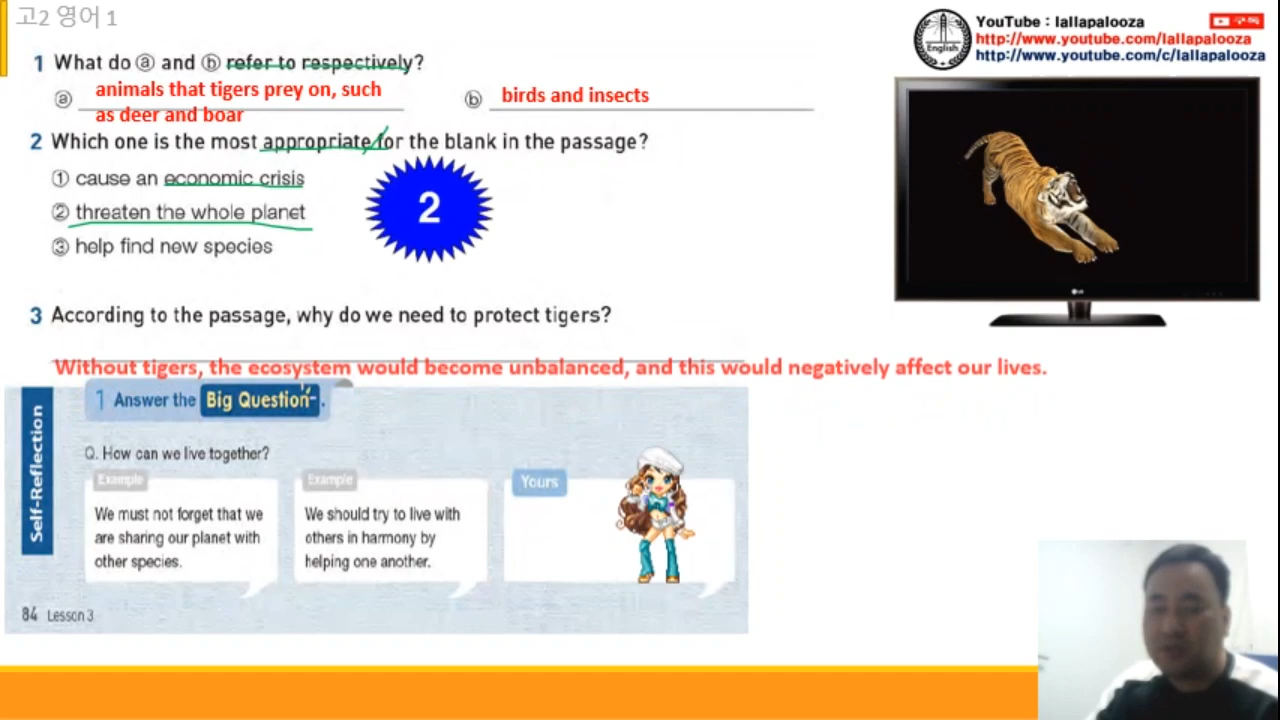 고2 영어 1
YouTube : lallapalooza
http://www.youtube.com/lallapalooza
http://www.youtube.com/c/lallapalooza
English
1 What do ⓐ and ⓑ refer to respectively?
ⓐ animals that tigers prey on, such
as deer and boar
ⓑ birds and insects
2 Which one is the most appropriate for the blank in the passage?
① cause an economic crisis
② threaten the whole planet
③ help find new species
2
3 According to the passage, why do we need to protect tigers?
Without tigers, the ecosystem would become unbalanced, and this would negatively affect our lives.
LG
Self-Reflection
1 Answer the Big Question.
Q. How can we live together?
Example
We must not forget that we
are sharing our planet with
other species.
Example
We should try to live with
others in harmony by
helping one another.
Yours
84 Lesson 3